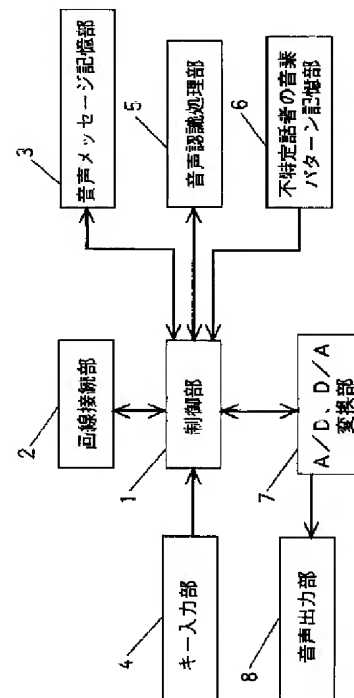 3
音声メッセージ記憶部
5
音声認識処理部
6
不特定話者の音素
パターン記憶部
2
回線接続部
1
制御部
7
A/D、D/A
変換部
4
キー入力部
8
音声出力部